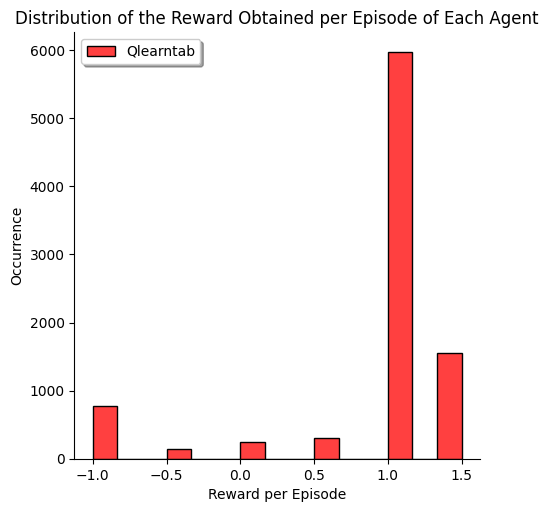 Distribution of the Reward Obtained per Episode of Each Agent
Qlearntab
Occurrence
6000
5000
4000
3000
2000
1000
0
−1.0 −0.5 0.0 0.5 1.0 1.5
Reward per Episode